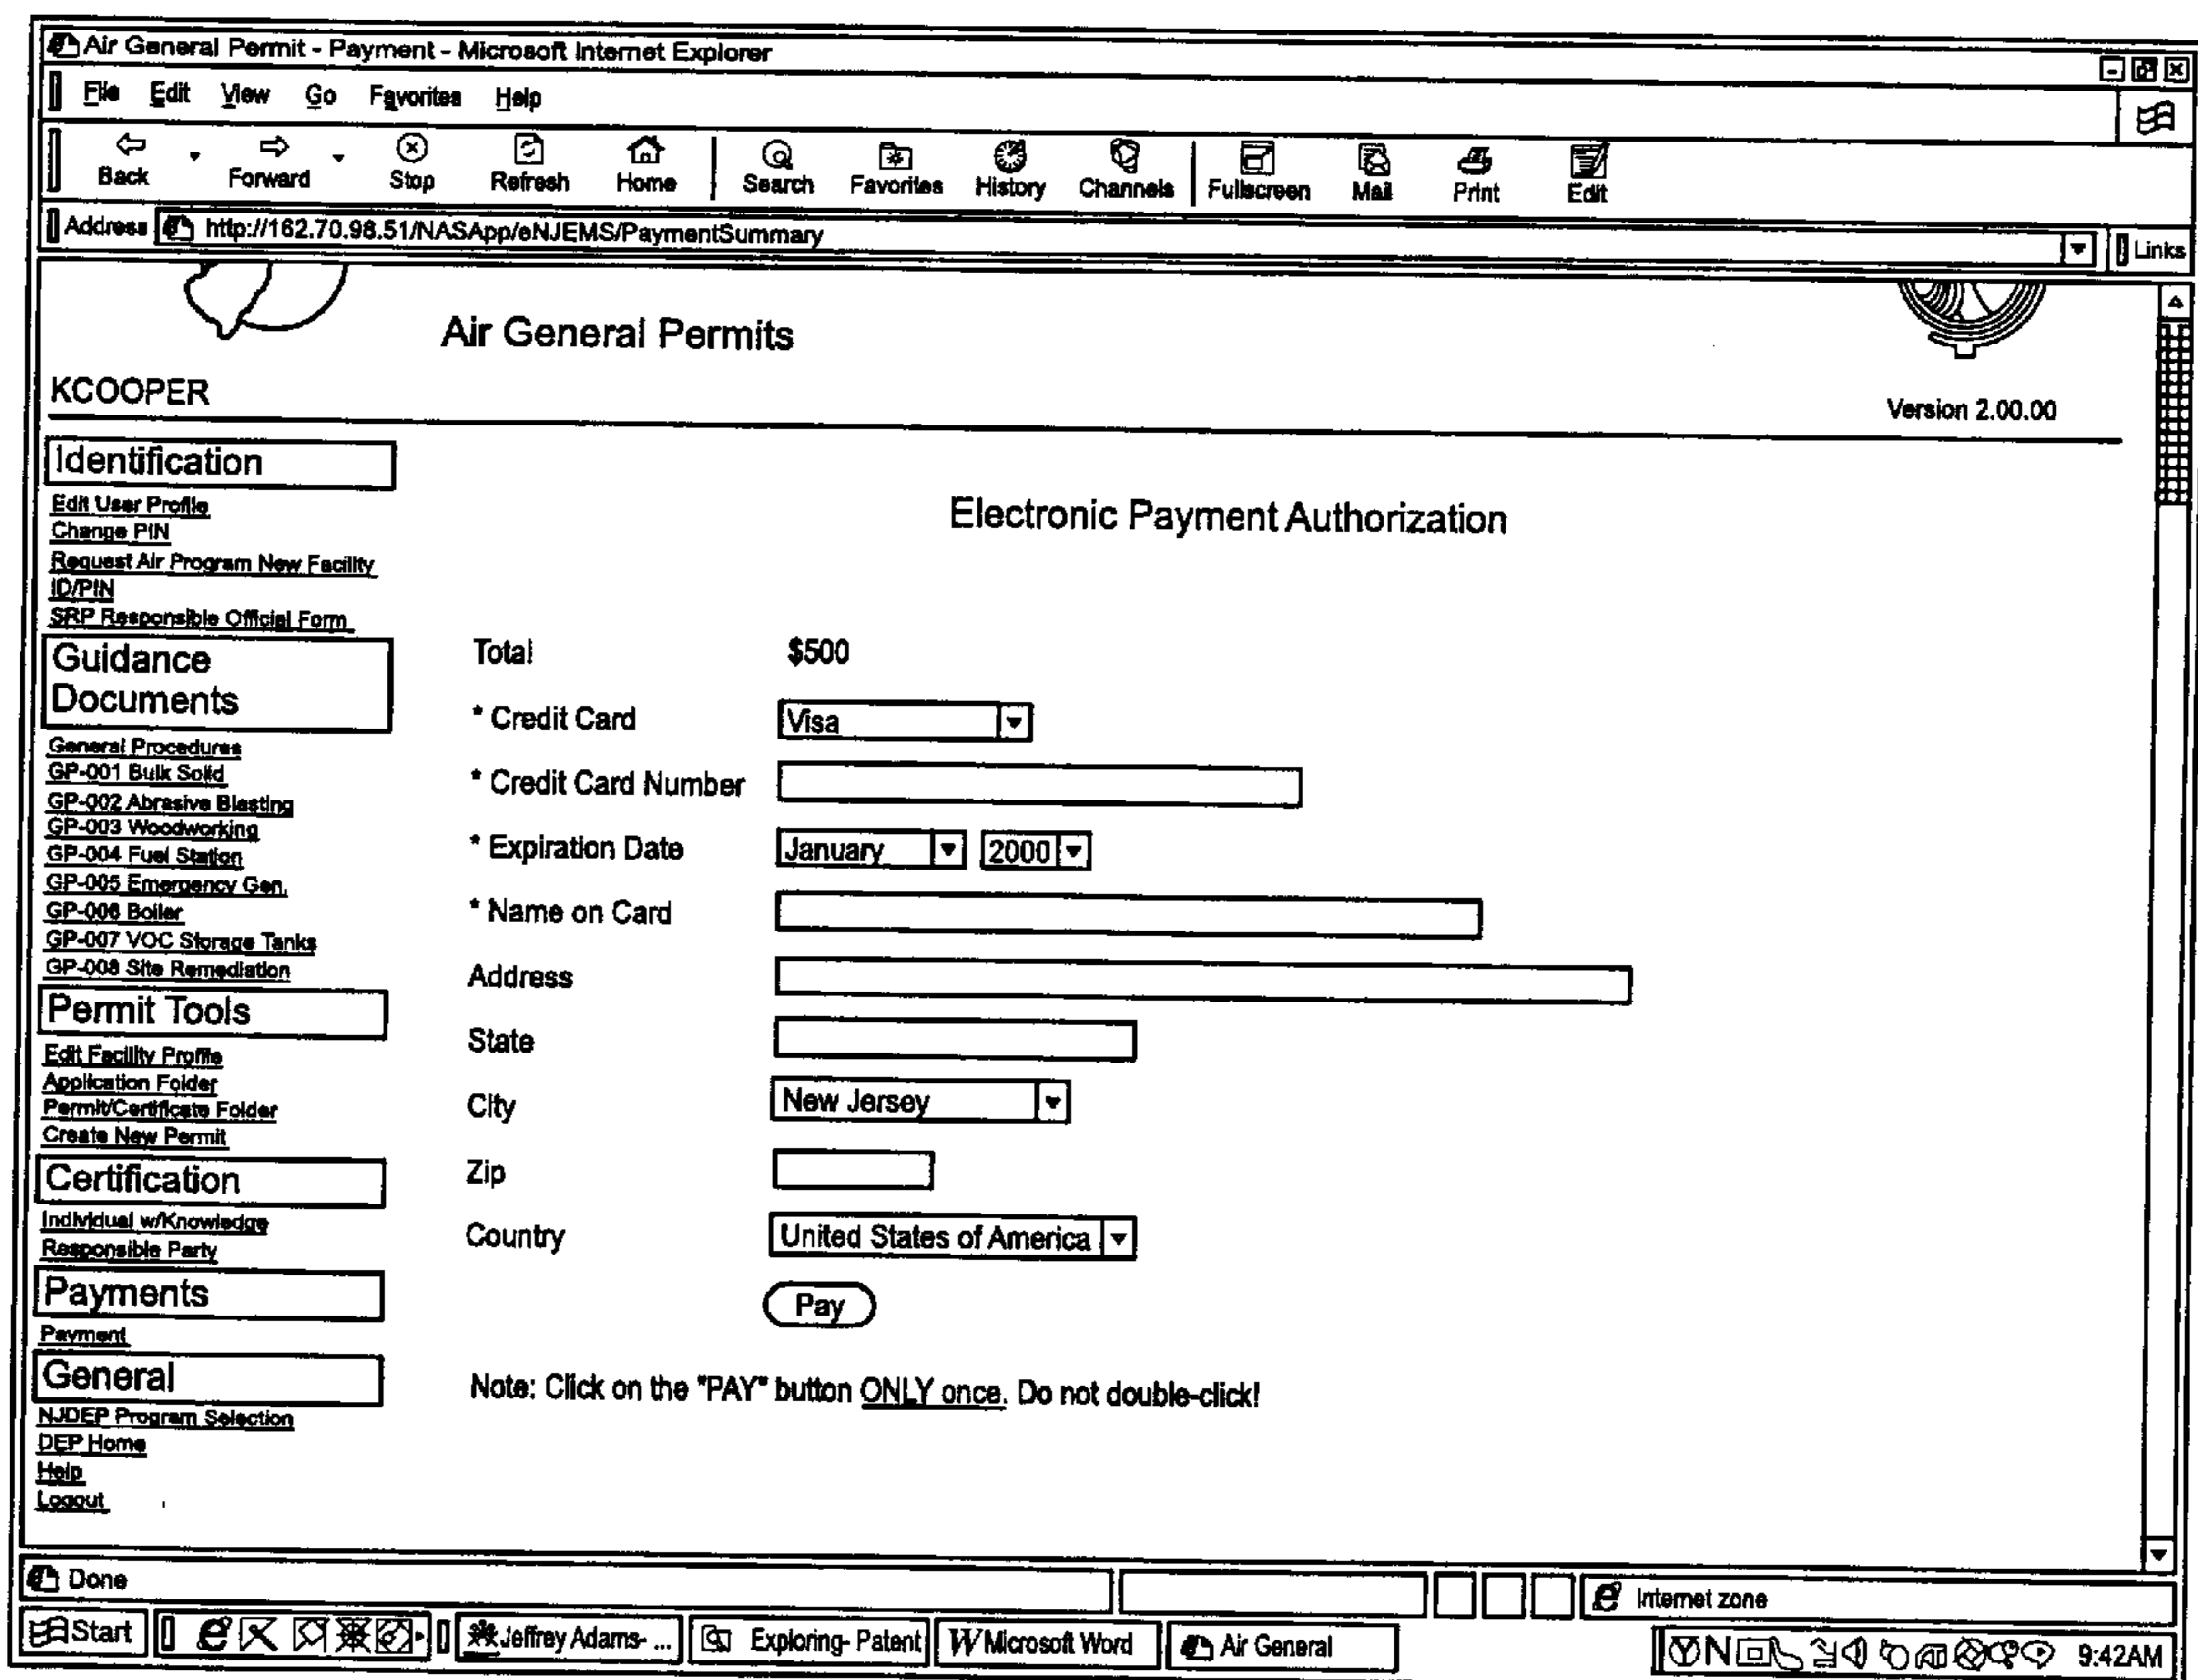 Air General Permit - Payment - Microsoft Internet Explorer
File Edit View Go Favorites Help
Back Forward Stop Refresh Home Search Favorites History Channels Fullscreen Mail Print Edit
Address http://162.70.98.51/NASApp/eNJEMS/PaymentSummary Links
Air General Permits
KCOOPER
Version 2.00.00
Identification
Edit User Profile
Change PIN
Request Air Program New Facility
ID/PIN
SRP Responsible Official Form
Guidance
Documents
General Procedures
GP-001 Bulk Solid
GP-002 Abrasive Blasting
GP-003 Woodworking
GP-004 Fuel Station
GP-005 Emergency Gen.
GP-006 Boiler
GP-007 VOC Storage Tanks
GP-008 Site Remediation
Permit Tools
Edit Facility Profile
Application Folder
Permit/Certificate Folder
Create New Permit
Certification
Individual w/Knowledge
Responsible Party
Payments
Payment
General
NJDEP Program Selection
DEP Home
Help
Logout
Electronic Payment Authorization
Total $500
* Credit Card Visa
* Credit Card Number
* Expiration Date January 2000
* Name on Card
Address
State
City New Jersey
Zip
Country United States of America
Pay
Note: Click on the "PAY" button ONLY once. Do not double-click!
Done Internet zone
Start Jeffrey Adams- ... Exploring- Patent W Microsoft Word Air General 9:42AM